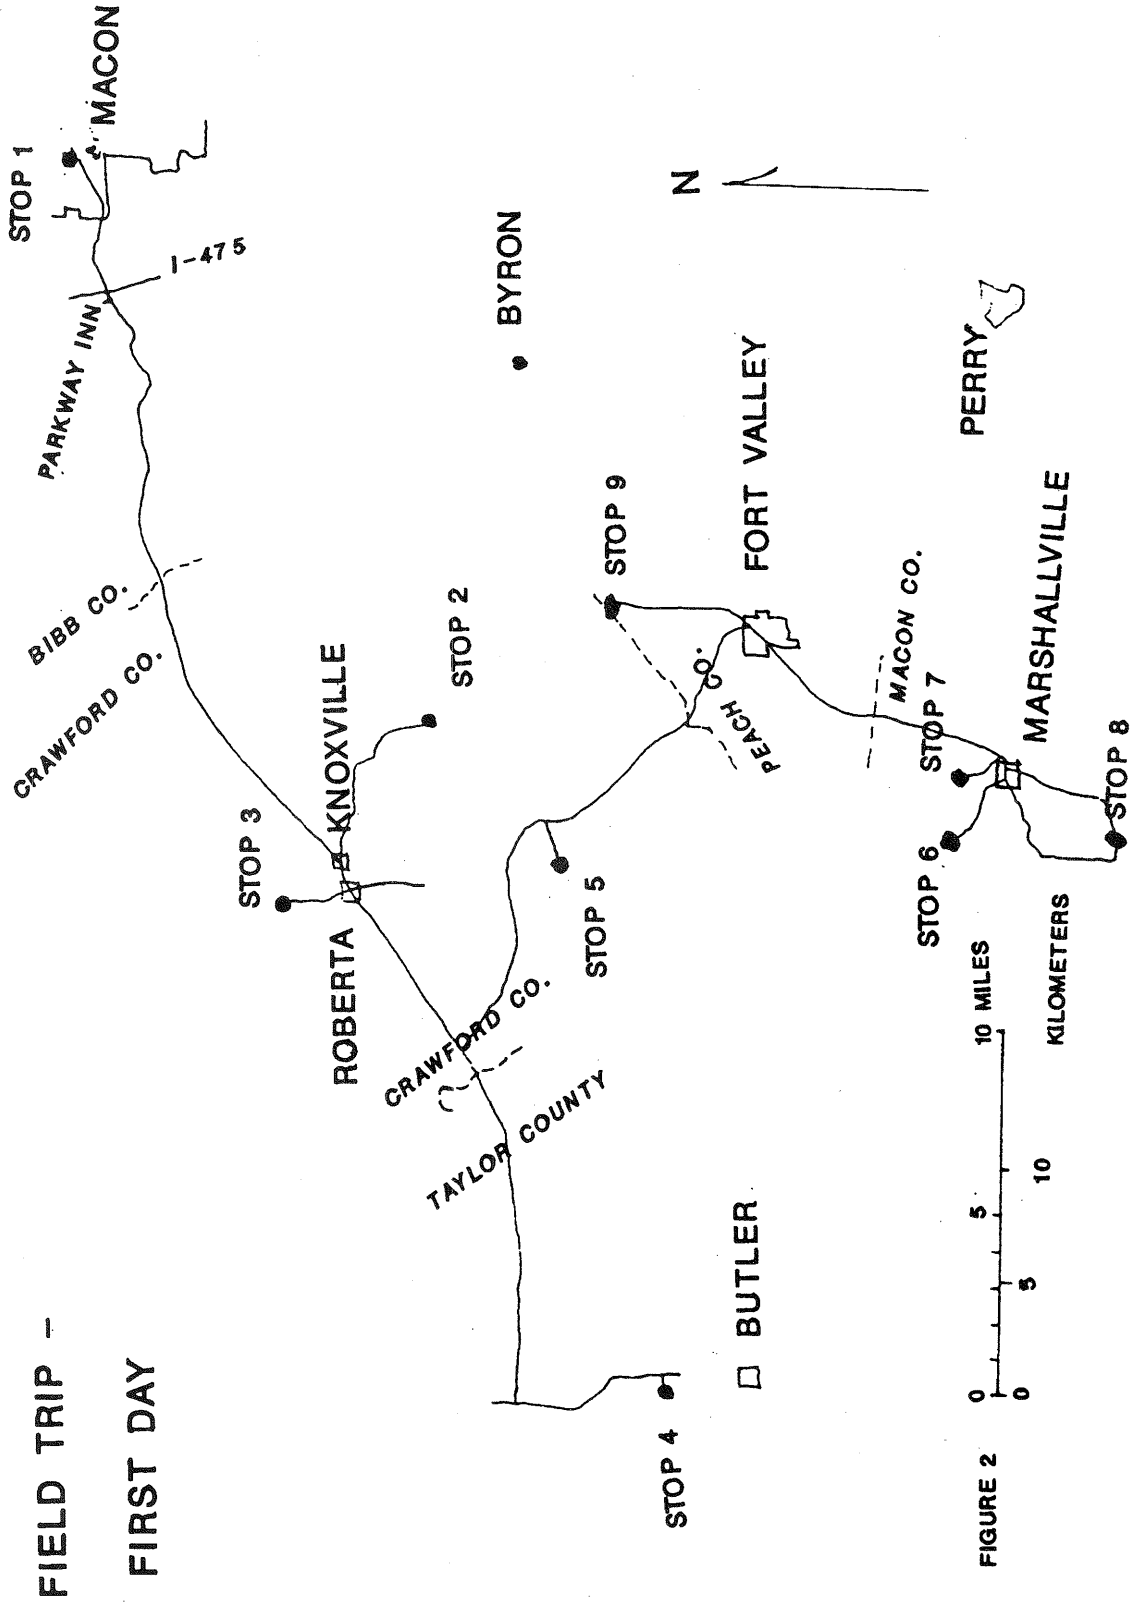 FIELD TRIP –
FIRST DAY
STOP 1
MACON
I-475
PARKWAY INN
BIBB CO.
CRAWFORD CO.
BYRON
N
STOP 2
KNOXVILLE
STOP 3
ROBERTA
STOP 9
FORT VALLEY
PERRY
PEACH CO.
STOP 5
CRAWFORD CO.
TAYLOR COUNTY
MACON CO.
STOP 7
MARSHALLVILLE
STOP 6
STOP 8
STOP 4
BUTLER
0 5 10 MILES
0 5 10 KILOMETERS
FIGURE 2